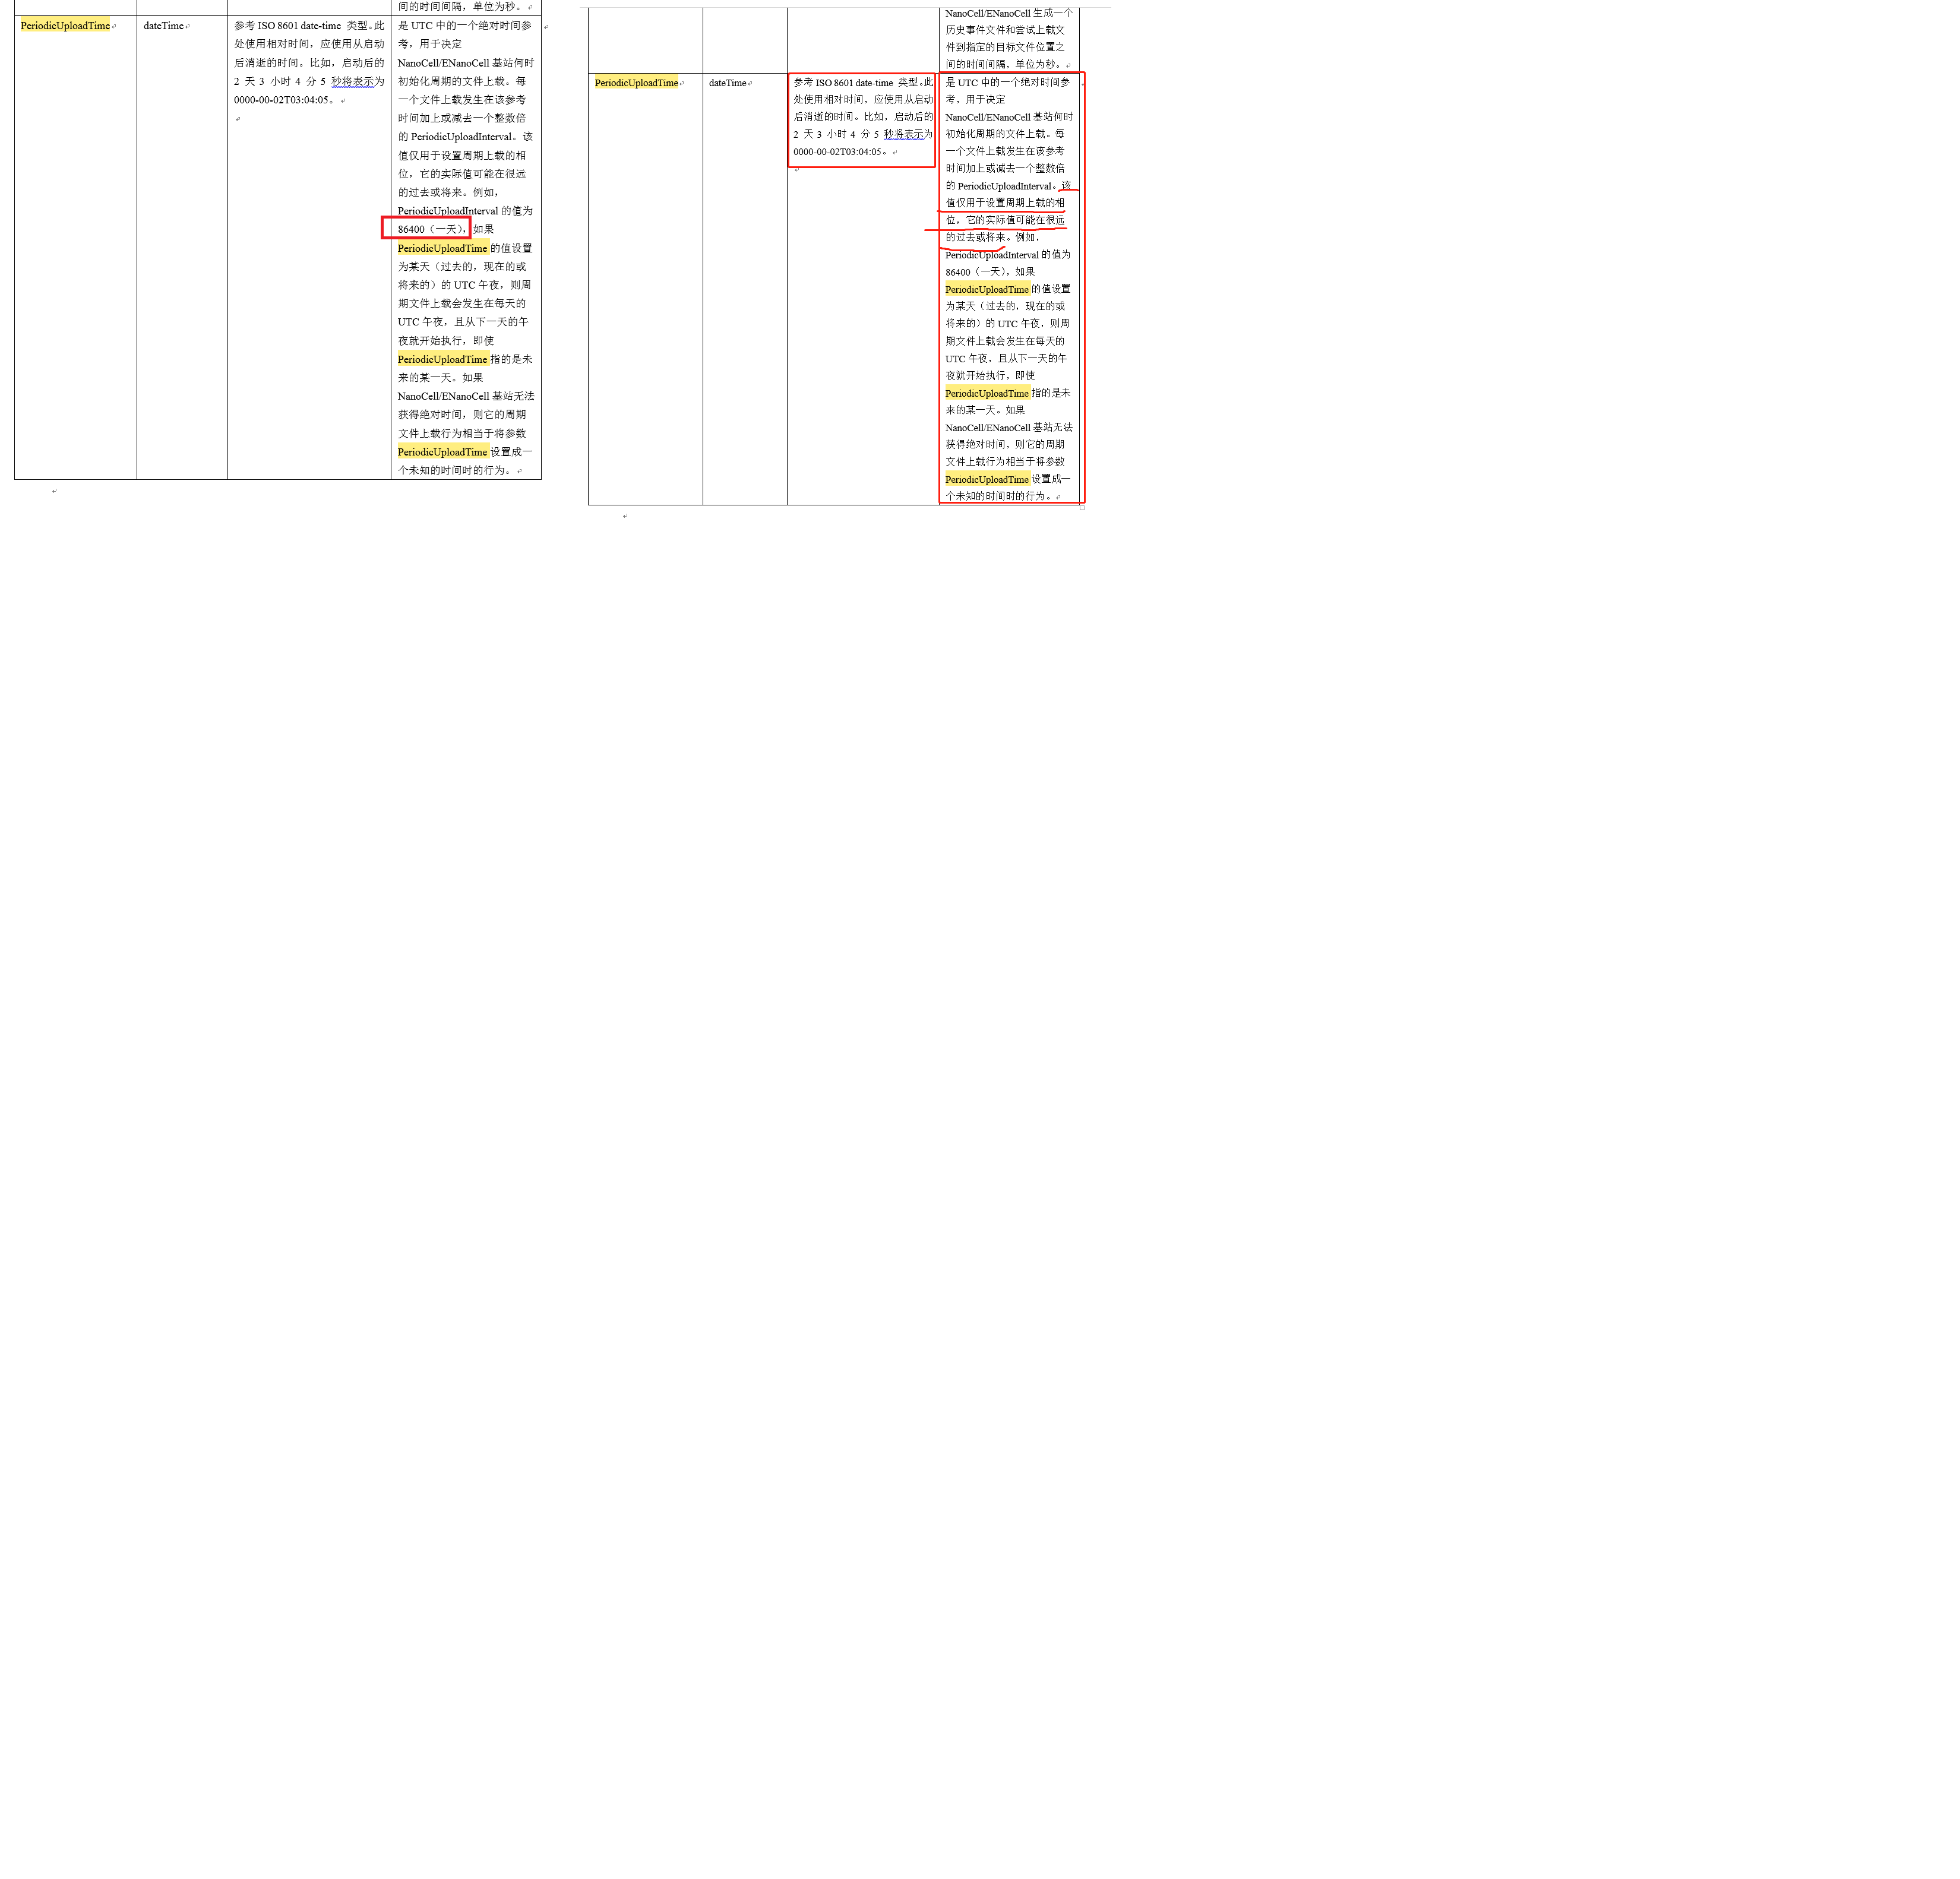 间的时间间隔，单位为秒。
PeriodicUploadTime
dateTime
参考 ISO 8601 date-time 类型。此
处使用相对时间，应使用从启动
后消逝的时间。比如，启动后的
2 天 3 小时 4 分 5 秒将表示为
0000-00-02T03:04:05。
是 UTC 中的一个绝对时间参
考，用于决定
NanoCell/ENanoCell 基站何时
初始化周期的文件上载。每
一个文件上载发生在该参考
时间加上或减去一个整数倍
的 PeriodicUploadInterval。该
值仅用于设置周期上载的相
位，它的实际值可能在很远
的过去或将来。例如，
PeriodicUploadInterval 的值为
86400（一天），如果
PeriodicUploadTime 的值设置
为某天（过去的，现在的或
将来的）的 UTC 午夜，则周
期文件上载会发生在每天的
UTC 午夜，且从下一天的午
夜就开始执行，即使
PeriodicUploadTime 指的是未
来的某一天。如果
NanoCell/ENanoCell 基站无法
获得绝对时间，则它的周期
文件上载行为相当于将参数
PeriodicUploadTime 设置成一
个未知的时间时的行为。
NanoCell/ENanoCell 生成一个
历史事件文件和尝试上载文
件到指定的目标文件位置之
间的时间间隔，单位为秒。
PeriodicUploadTime
dateTime
参考 ISO 8601 date-time 类型。此
处使用相对时间，应使用从启动
后消逝的时间。比如，启动后的
2 天 3 小时 4 分 5 秒将表示为
0000-00-02T03:04:05。
是 UTC 中的一个绝对时间参
考，用于决定
NanoCell/ENanoCell 基站何时
初始化周期的文件上载。每
一个文件上载发生在该参考
时间加上或减去一个整数倍
的 PeriodicUploadInterval。该
值仅用于设置周期上载的相
位，它的实际值可能在很远
的过去或将来。例如，
PeriodicUploadInterval 的值为
86400（一天），如果
PeriodicUploadTime 的值设置
为某天（过去的，现在的或
将来的）的 UTC 午夜，则周
期文件上载会发生在每天的
UTC 午夜，且从下一天的午
夜就开始执行，即使
PeriodicUploadTime 指的是未
来的某一天。如果
NanoCell/ENanoCell 基站无法
获得绝对时间，则它的周期
文件上载行为相当于将参数
PeriodicUploadTime 设置成一
个未知的时间时的行为。